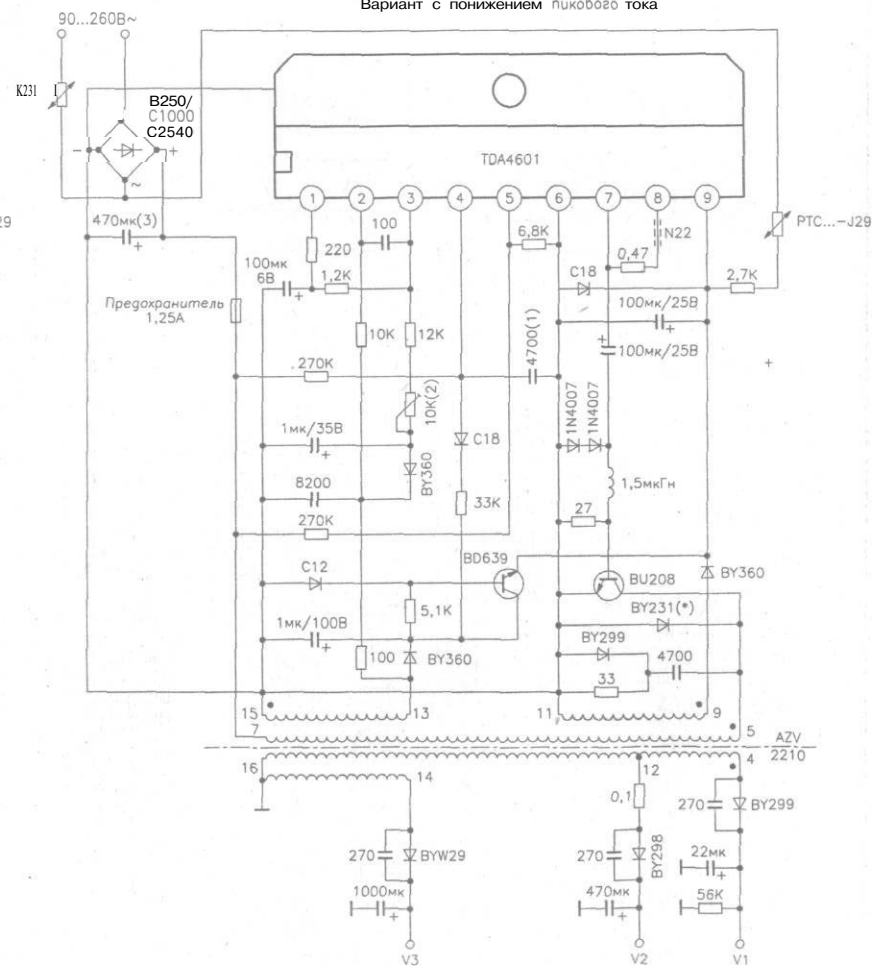 Вариант с понижением пикового тока
90...260В~
K231
B250/
C1000
C2540
-
+
~
TDA4601
1 2 3 4 5 6 7 8 9
29
470мк(3)
+
Предохранитель
1,25А
220
100
100мк
6В
+
1,2K
6,8K
N22
0,47
C18
PTC...-J29
2,7K
100мк/25В
+
100мк/25В
+
10K
12K
4700(1)
270K
10K(2)
1N4007
1N4007
+
1мк/35В
+
C18
BY360
1,5мкГн
8200
33K
27
270K
BD639
C12
BU208
BY360
5,1K
BY231(*)
1мк/100В
+
BY299
100
BY360
4700
33
15
13
11
9
7
5
AZV
2210
16
14
12
4
0,1
270
BY299
270
BYW29
270
BY298
22мк
+
1000мк
+
470мк
+
56K
V3
V2
V1